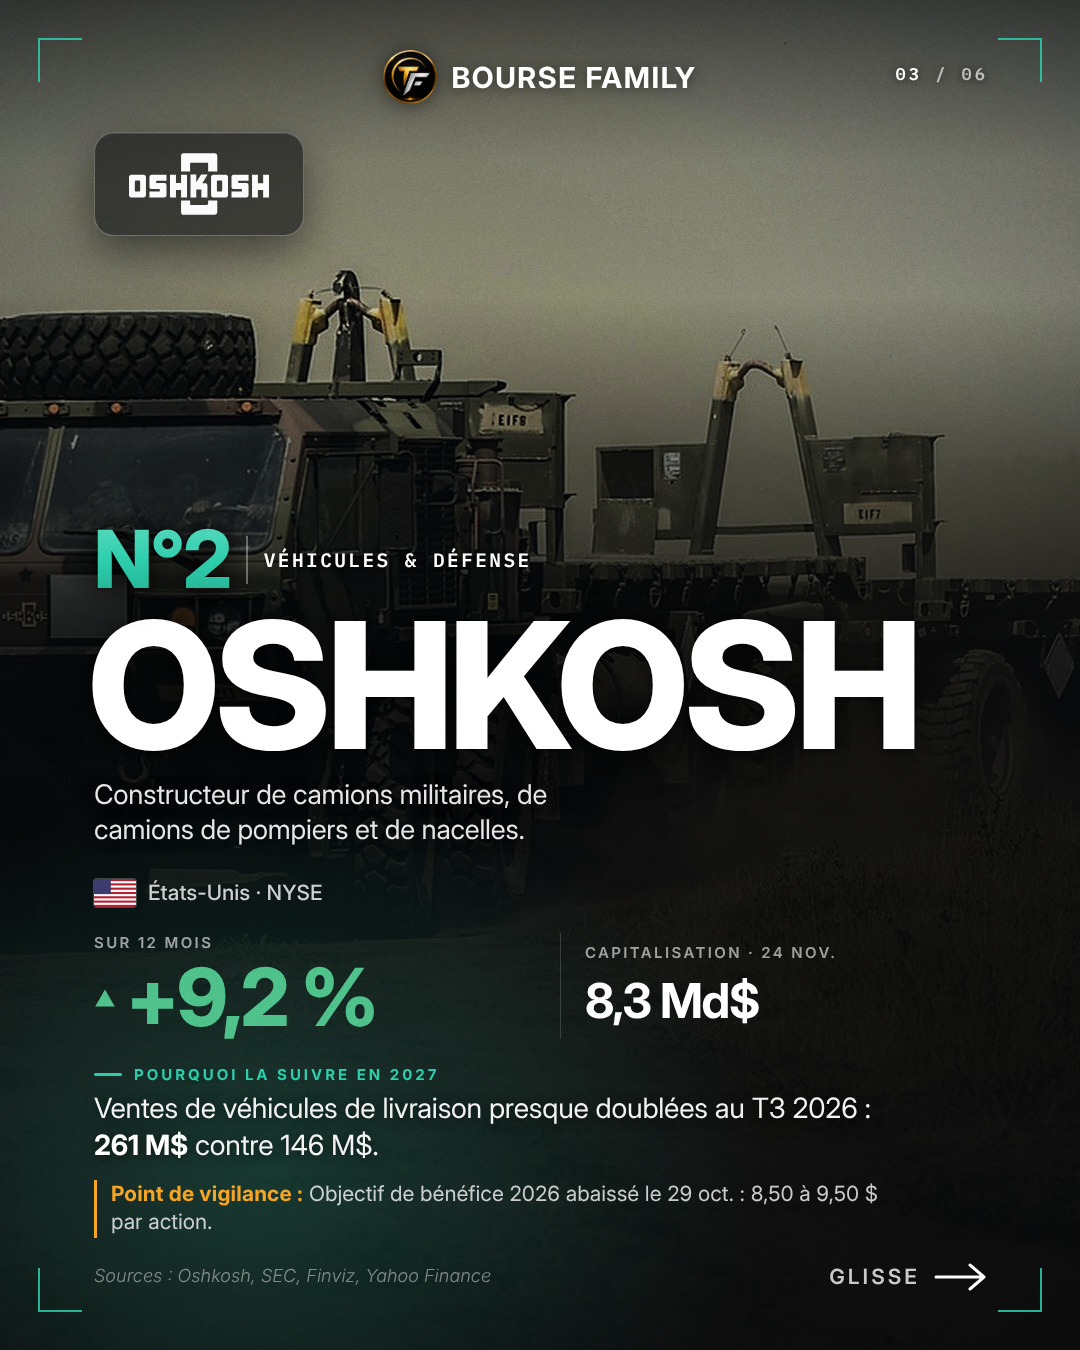 BOURSE FAMILY
03 / 06
OSHKOSH
EIF6
EIF7
N°2
VÉHICULES & DÉFENSE
OSHKOSH
Constructeur de camions militaires, de
camions de pompiers et de nacelles.
États-Unis · NYSE
SUR 12 MOIS
+9,2 %
CAPITALISATION · 24 NOV.
8,3 Md$
POURQUOI LA SUIVRE EN 2027
Ventes de véhicules de livraison presque doublées au T3 2026 :
261 M$ contre 146 M$.
Point de vigilance : Objectif de bénéfice 2026 abaissé le 29 oct. : 8,50 à 9,50 $
par action.
Sources : Oshkosh, SEC, Finviz, Yahoo Finance
GLISSE